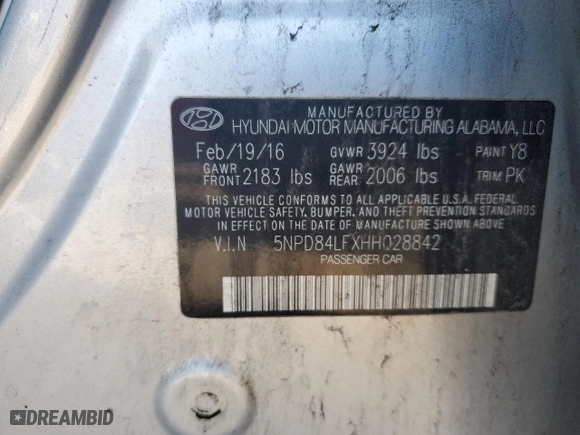 MANUFACTURED BY
HYUNDAI MOTOR MANUFACTURING ALABAMA, LLC
Feb/19/16 GVWR 3924 lbs PAINT Y8
GAWR FRONT 2183 lbs GAWR REAR 2006 lbs TRIM PK
THIS VEHICLE CONFORMS TO ALL APPLICABLE U.S.A. FEDERAL
MOTOR VEHICLE SAFETY, BUMPER, AND THEFT PREVENTION
STANDARDS IN EFFECT ON THE DATE OF MANUFACTURE SHOWN ABOVE
V.I.N 5NPD84LFXHH028842
PASSENGER CAR
DREAMBID